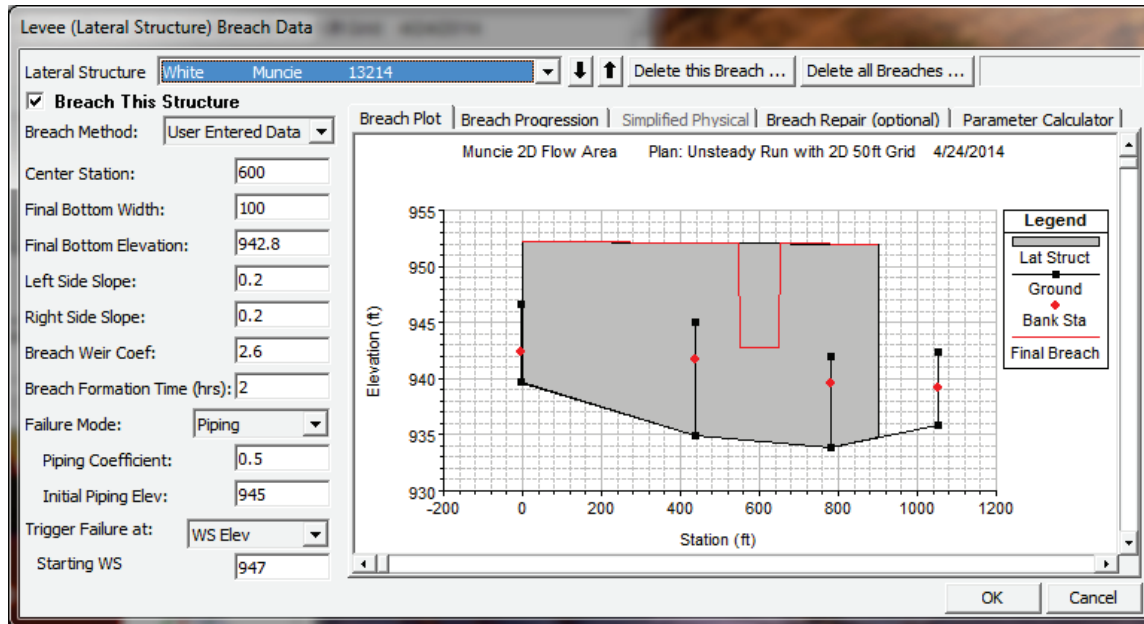 Levee (Lateral Structure) Breach Data
Lateral Structure White Muncie 13214 Delete this Breach ... Delete all Breaches ...
Breach This Structure
Breach Method: User Entered Data
Center Station: 600
Final Bottom Width: 100
Final Bottom Elevation: 942.8
Left Side Slope: 0.2
Right Side Slope: 0.2
Breach Weir Coef: 2.6
Breach Formation Time (hrs): 2
Failure Mode: Piping
Piping Coefficient: 0.5
Initial Piping Elev: 945
Trigger Failure at: WS Elev
Starting WS 947
Breach Plot Breach Progression Simplified Physical Breach Repair (optional) Parameter Calculator
Muncie 2D Flow Area Plan: Unsteady Run with 2D 50ft Grid 4/24/2014
955
950
945
940
935
930
Elevation (ft)
-200 0 200 400 600 800 1000 1200
Station (ft)
Legend
Lat Struct
Ground
Bank Sta
Final Breach
OK Cancel